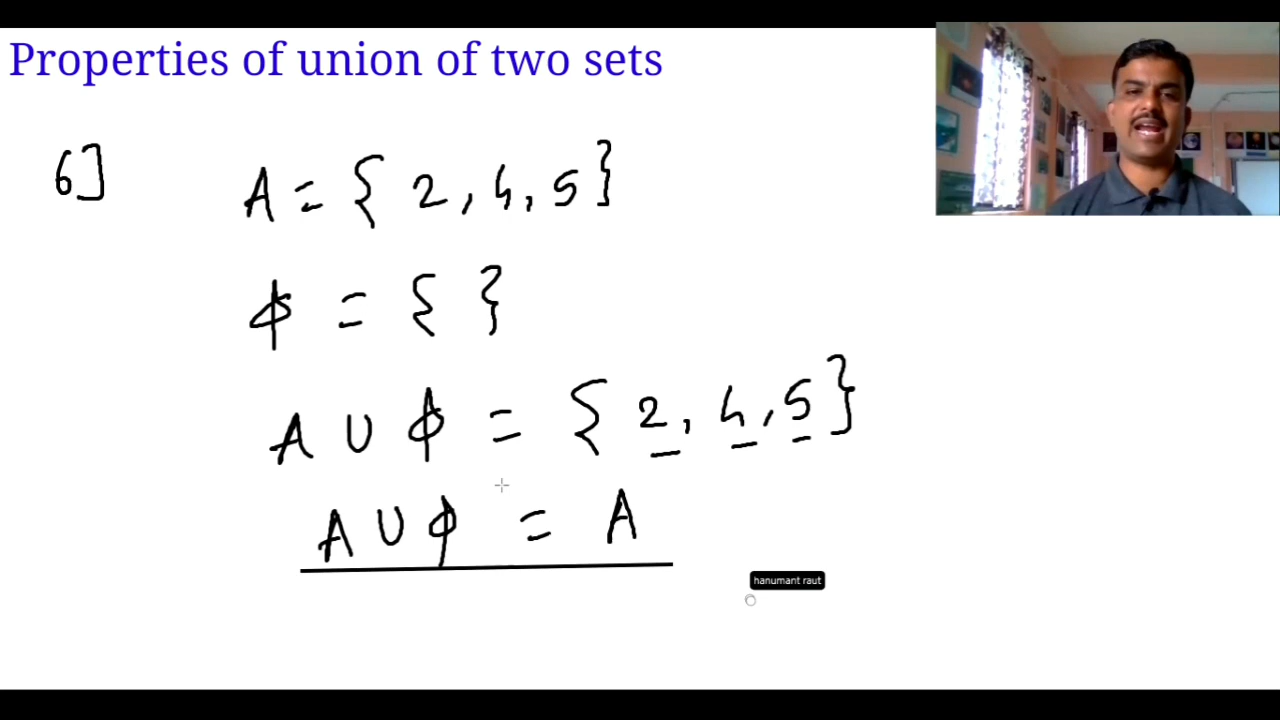 Properties of union of two sets
6] A = { 2, 4, 5 }
ϕ = { }
A ∪ ϕ = { 2, 4, 5 }
A ∪ ϕ = A
hanumant raut